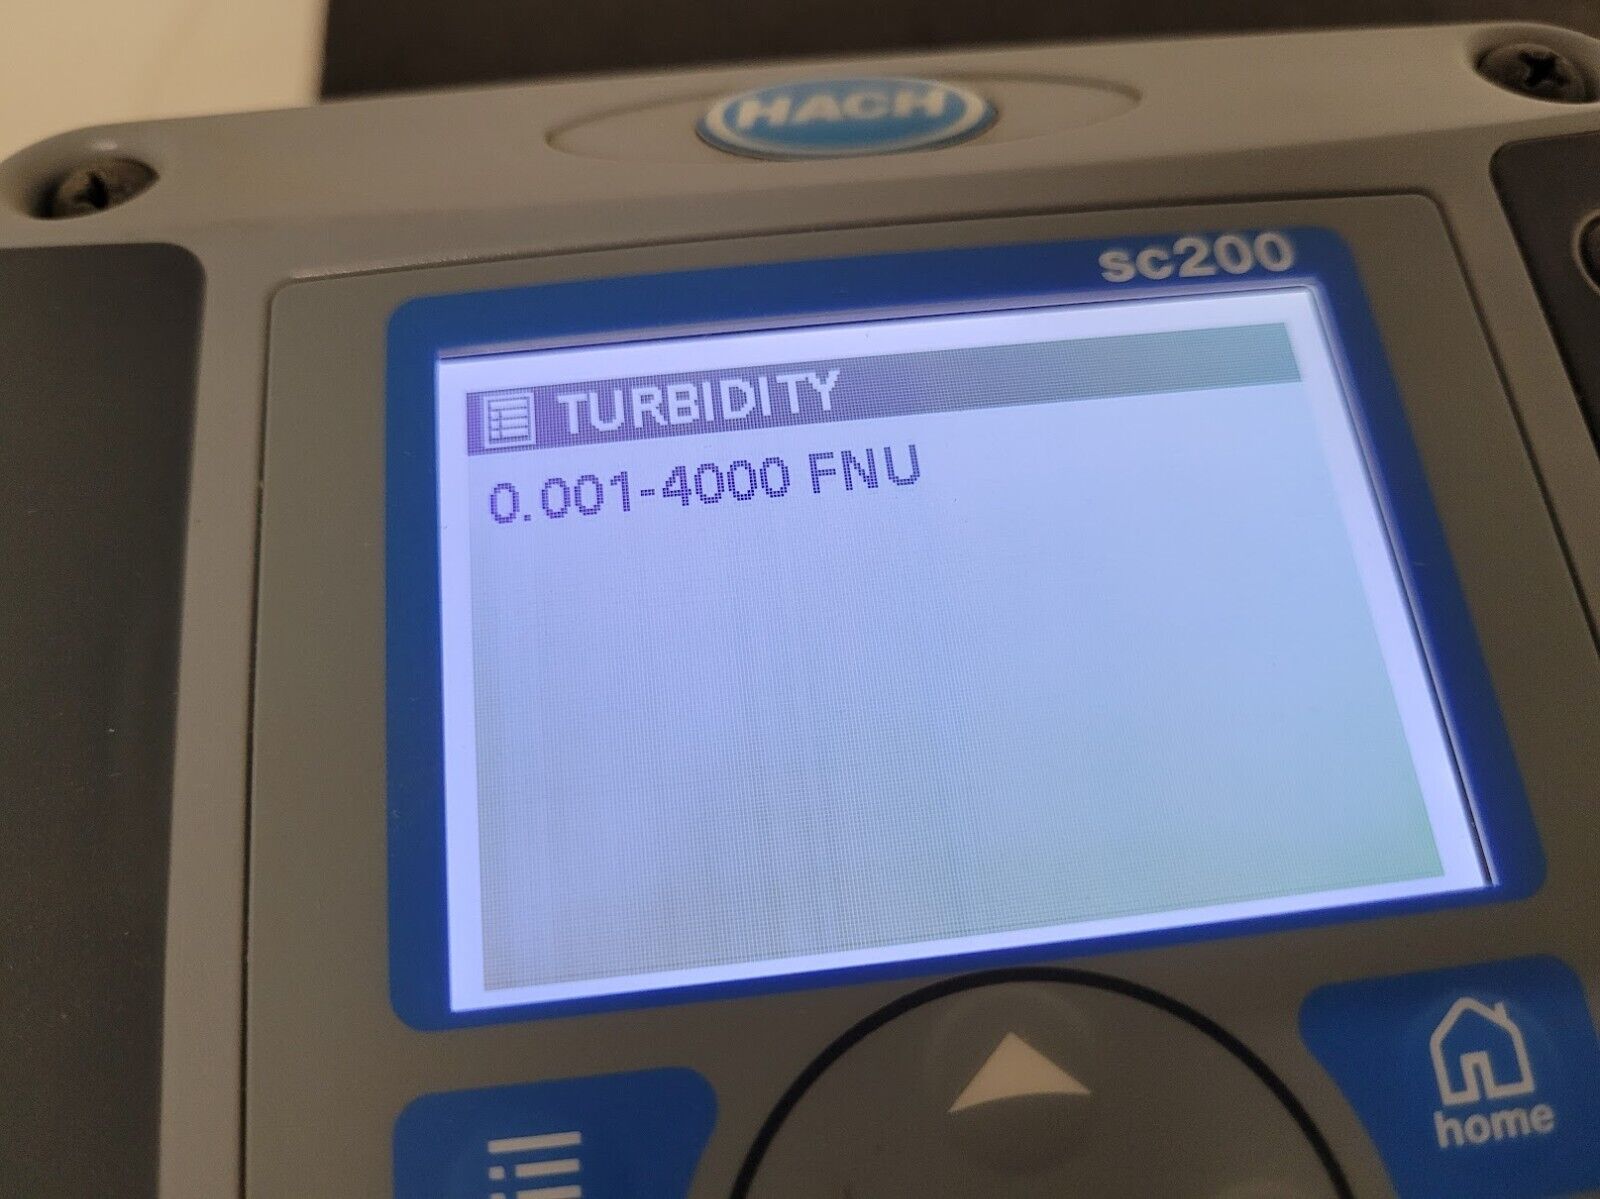 HACH
sc200
TURBIDITY
0.001-4000 FNU
home